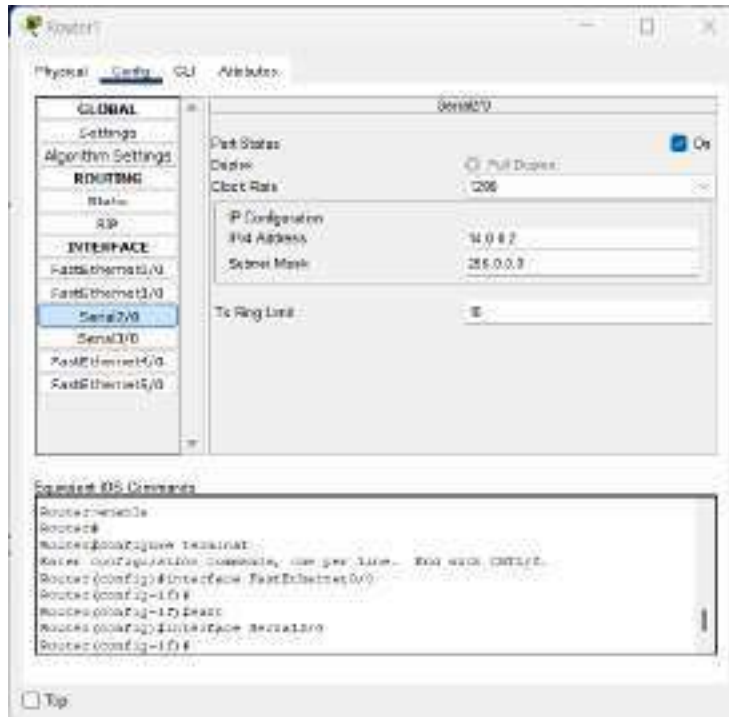 Router1
Physical Config CLI Attributes
GLOBAL
Settings
Algorithm Settings
ROUTING
Static
RIP
INTERFACE
FastEthernet0/0
FastEthernet1/0
Serial2/0
Serial3/0
FastEthernet4/0
FastEthernet5/0
Serial2/0
Port Status On
Duplex Full Duplex
Clock Rate 1200
IP Configuration
IPv4 Address
Subnet Mask
Tx Ring Limit 10
Equivalent IOS Commands
Router>enable
Router#
Router#configure terminal
Enter configuration commands, one per line. End with CNTL/Z.
Router(config)#interface FastEthernet0/0
Router(config-if)#
Router(config-if)#exit
Router(config)#interface Serial2/0
Router(config-if)#
Top